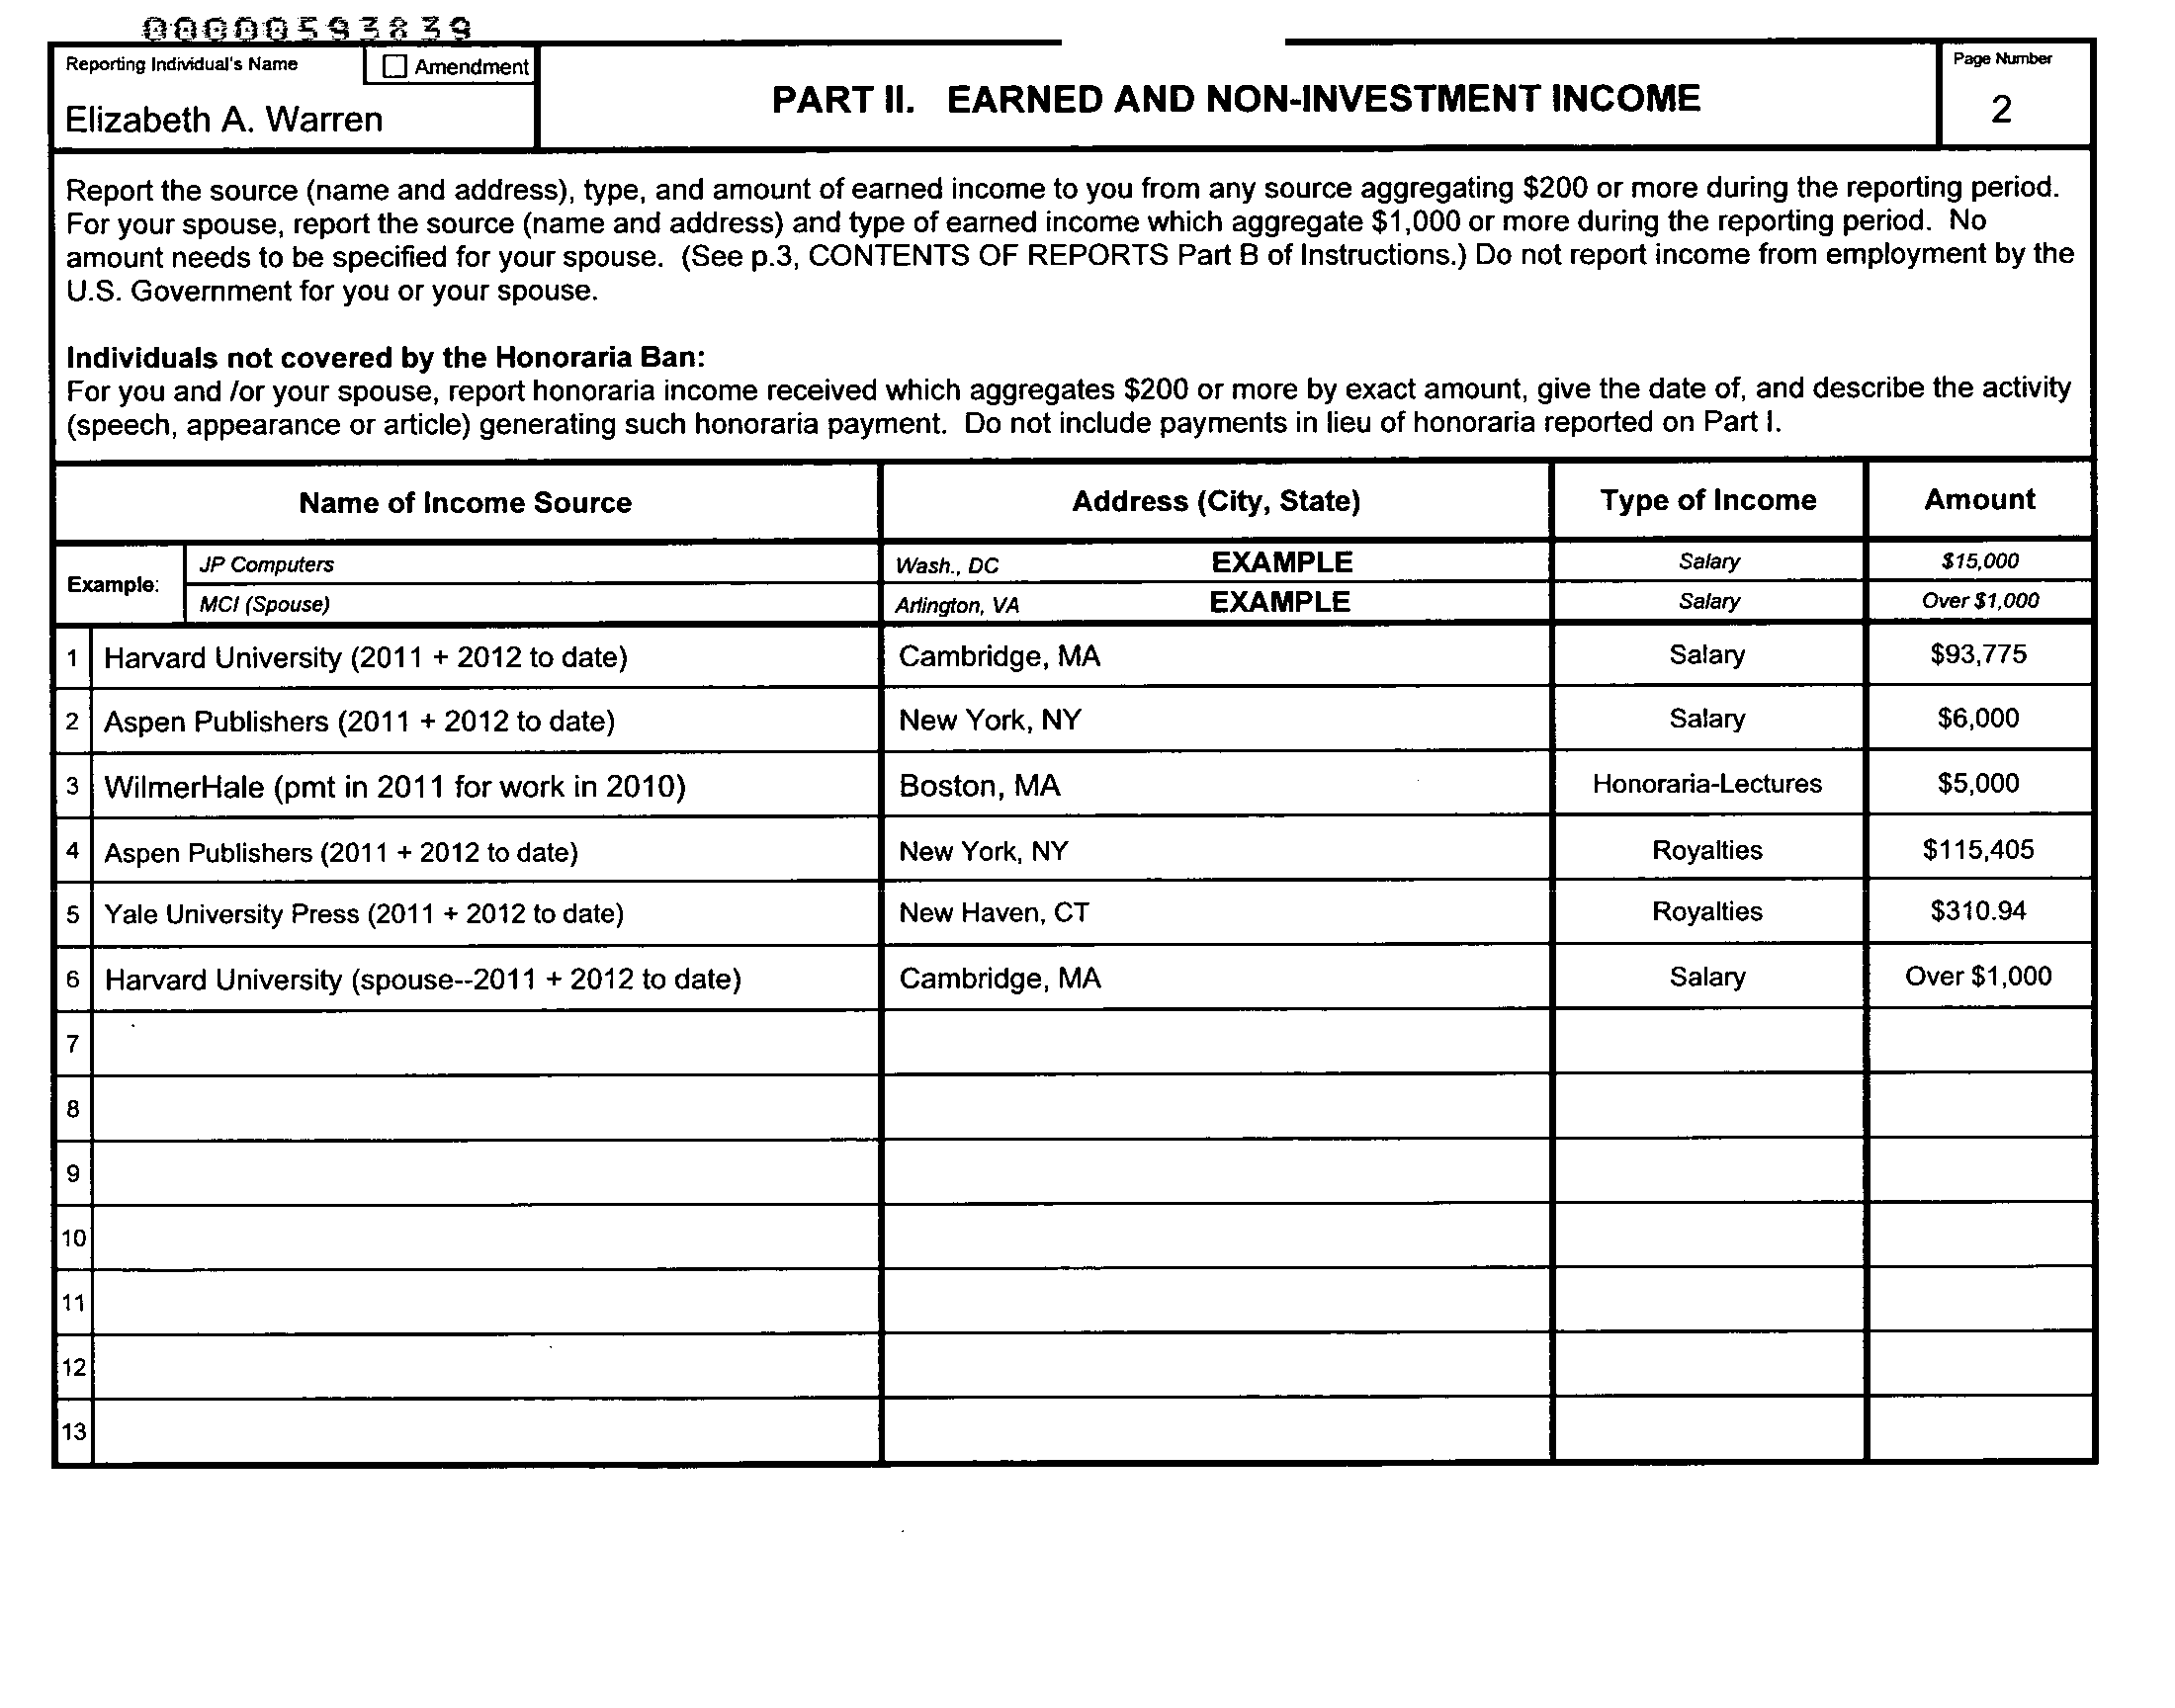 00000593839
Reporting Individual's Name
Amendment
Elizabeth A. Warren
PART II. EARNED AND NON-INVESTMENT INCOME
Page Number
2
Report the source (name and address), type, and amount of earned income to you from any source aggregating $200 or more during the reporting period.
For your spouse, report the source (name and address) and type of earned income which aggregate $1,000 or more during the reporting period. No
amount needs to be specified for your spouse. (See p.3, CONTENTS OF REPORTS Part B of Instructions.) Do not report income from employment by the
U.S. Government for you or your spouse.
Individuals not covered by the Honoraria Ban:
For you and /or your spouse, report honoraria income received which aggregates $200 or more by exact amount, give the date of, and describe the activity
(speech, appearance or article) generating such honoraria payment. Do not include payments in lieu of honoraria reported on Part I.
Name of Income Source Address (City, State) Type of Income Amount
Example:
JP Computers Wash., DC EXAMPLE Salary $15,000
MCI (Spouse) Arlington, VA EXAMPLE Salary Over $1,000
1 Harvard University (2011 + 2012 to date) Cambridge, MA Salary $93,775
2 Aspen Publishers (2011 + 2012 to date) New York, NY Salary $6,000
3 WilmerHale (pmt in 2011 for work in 2010) Boston, MA Honoraria-Lectures $5,000
4 Aspen Publishers (2011 + 2012 to date) New York, NY Royalties $115,405
5 Yale University Press (2011 + 2012 to date) New Haven, CT Royalties $310.94
6 Harvard University (spouse--2011 + 2012 to date) Cambridge, MA Salary Over $1,000
7
8
9
10
11
12
13